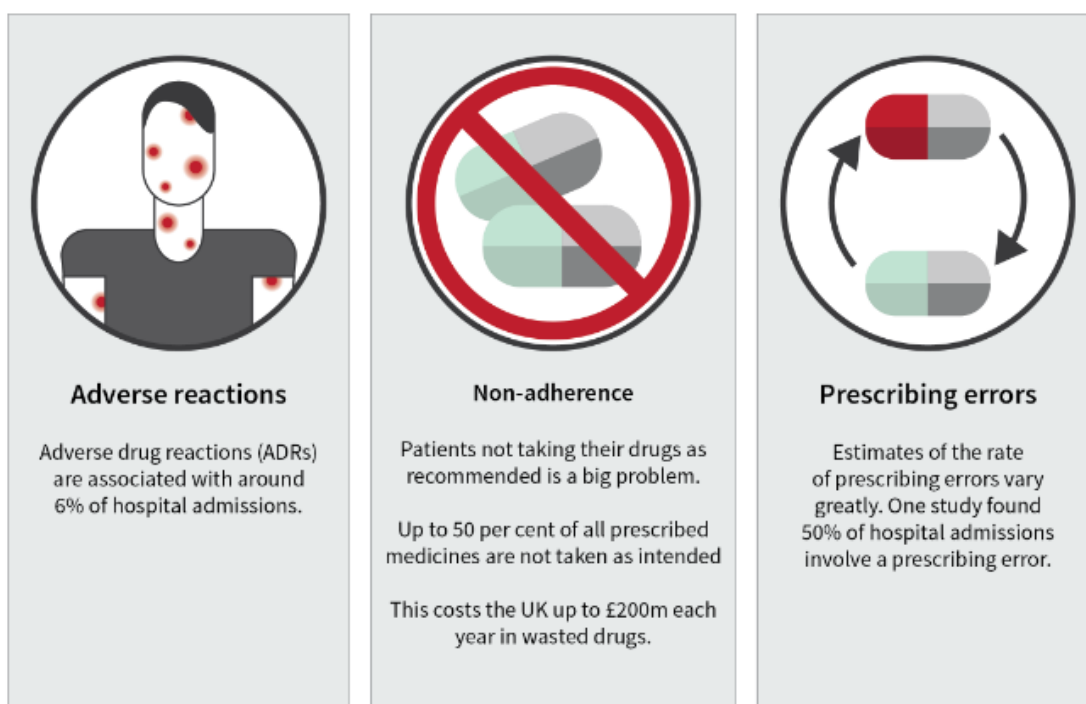 Adverse reactions
Adverse drug reactions (ADRs)
are associated with around
6% of hospital admissions.
Non-adherence
Patients not taking their drugs as
recommended is a big problem.
Up to 50 per cent of all prescribed
medicines are not taken as intended
This costs the UK up to £200m each
year in wasted drugs.
Prescribing errors
Estimates of the rate
of prescribing errors vary
greatly. One study found
50% of hospital admissions
involve a prescribing error.